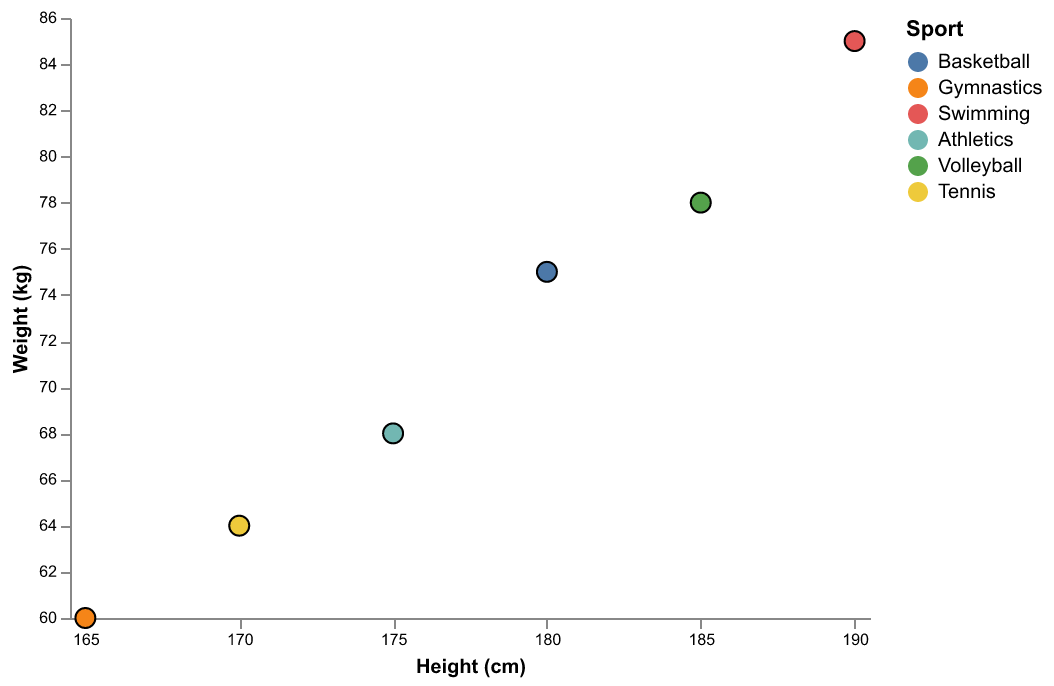 86
84
82
80
78
76
74
72
70
68
66
64
62
60
Weight (kg)
165 170 175 180 185 190
Height (cm)
Sport
Basketball
Gymnastics
Swimming
Athletics
Volleyball
Tennis